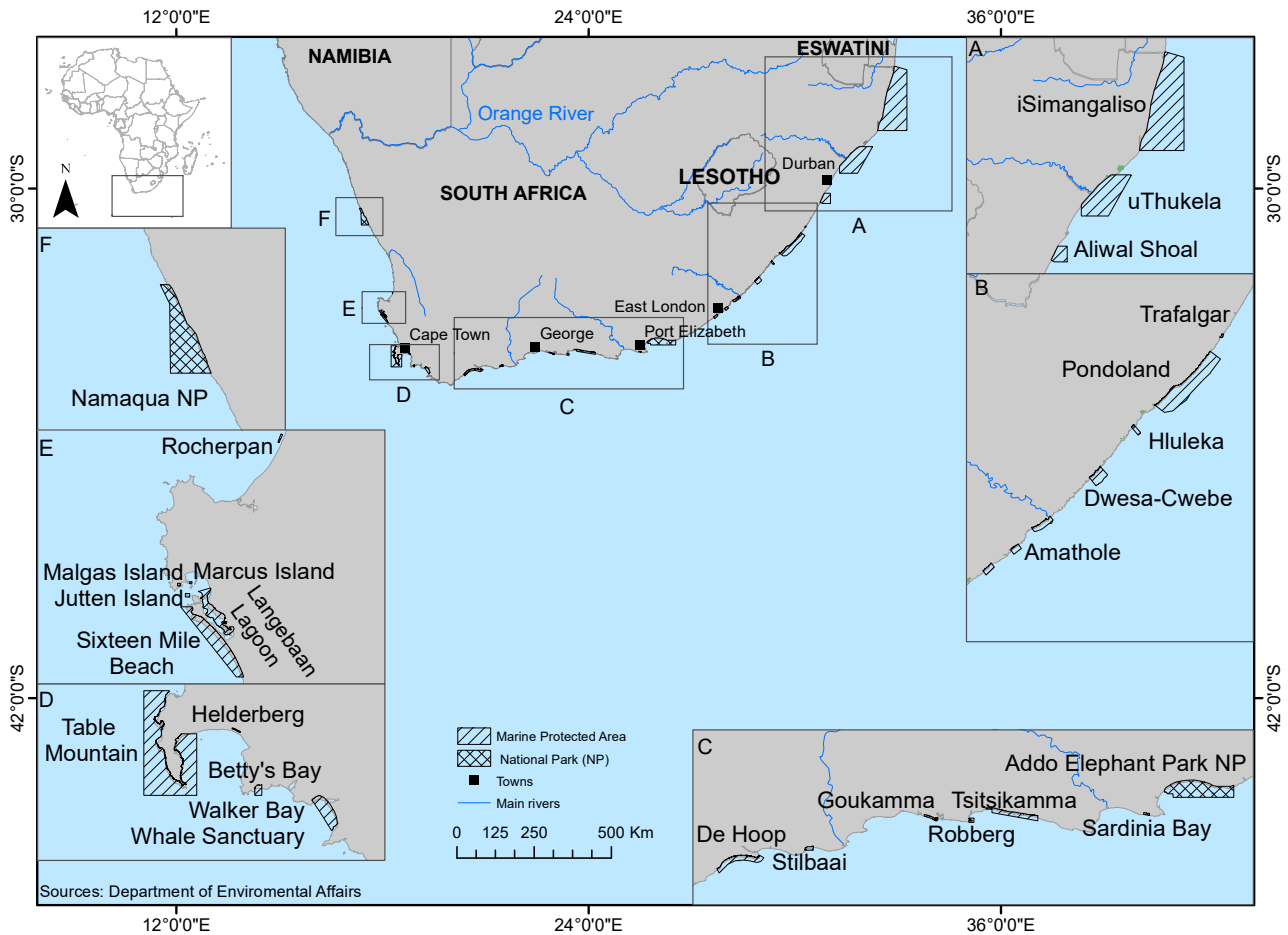 12°0'0"E
24°0'0"E
36°0'0"E
NAMIBIA
ESWATINI
A
iSimangaliso
Orange River
N
30°0'0"S
30°0'0"S
Durban
LESOTHO
SOUTH AFRICA
uThukela
F
A
Aliwal Shoal
F
B
E
East London
Trafalgar
Cape Town
George
Port Elizabeth
B
Pondoland
D
C
Namaqua NP
Hluleka
E
Rocherpan
Dwesa-Cwebe
Amathole
Malgas Island
Marcus Island
Jutten Island
Langebaan
Lagoon
Sixteen Mile
Beach
42°0'0"S
42°0'0"S
D
Table
Mountain
Helderberg
Betty's Bay
Walker Bay
Whale Sanctuary
Marine Protected Area
National Park (NP)
Towns
Main rivers
0 125 250 500 Km
C
Addo Elephant Park NP
Goukamma
Tsitsikamma
De Hoop
Robberg
Sardinia Bay
Stilbaai
Sources: Department of Enviromental Affairs
12°0'0"E
24°0'0"E
36°0'0"E